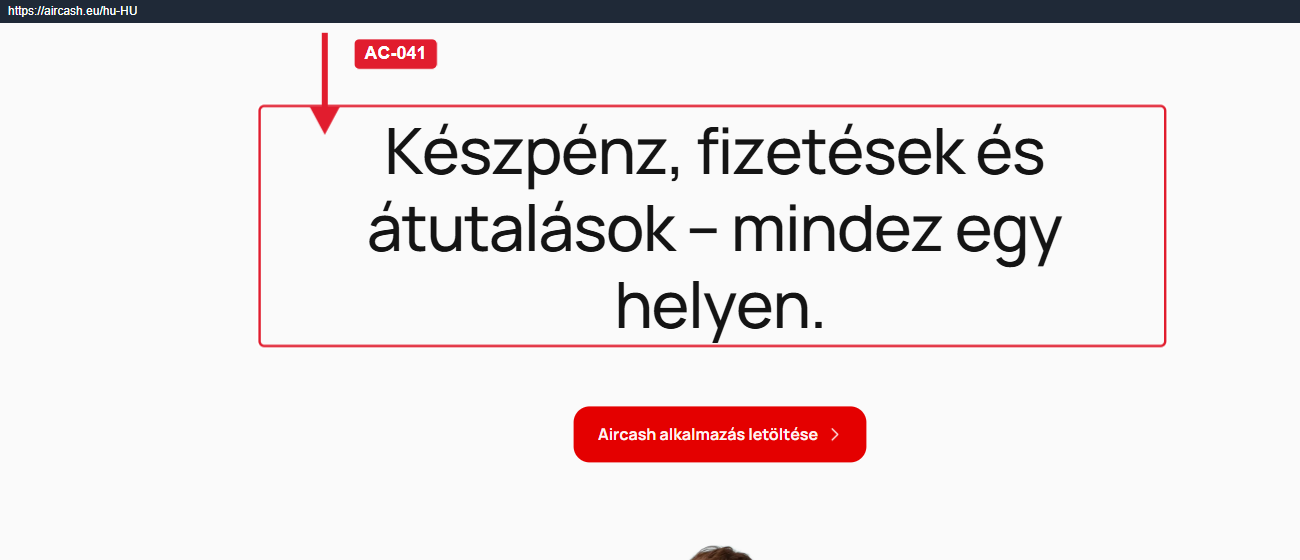 https://aircash.eu/hu-HU
AC-041
Készpénz, fizetések és
átutalások – mindez egy
helyen.
Aircash alkalmazás letöltése